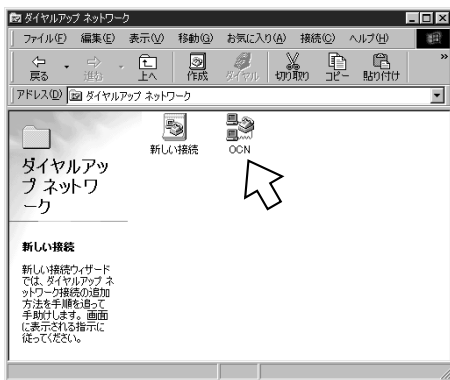 ダイヤルアップ ネットワーク
ファイル(F) 編集(E) 表示(V) 移動(G) お気に入り(A) 接続(C) ヘルプ(H)
戻る 進む 上へ 作成 ダイヤル 切り取り コピー 貼り付け »
アドレス(D) ダイヤルアップ ネットワーク
新しい接続 OCN
ダイヤルアッ
プ ネットワ
ーク
新しい接続
新しい接続ウィザード
では、ダイヤルアップ ネ
ットワーク接続の追加
方法を手順を追って
手助けします。画面
に表示される指示に
従ってください。